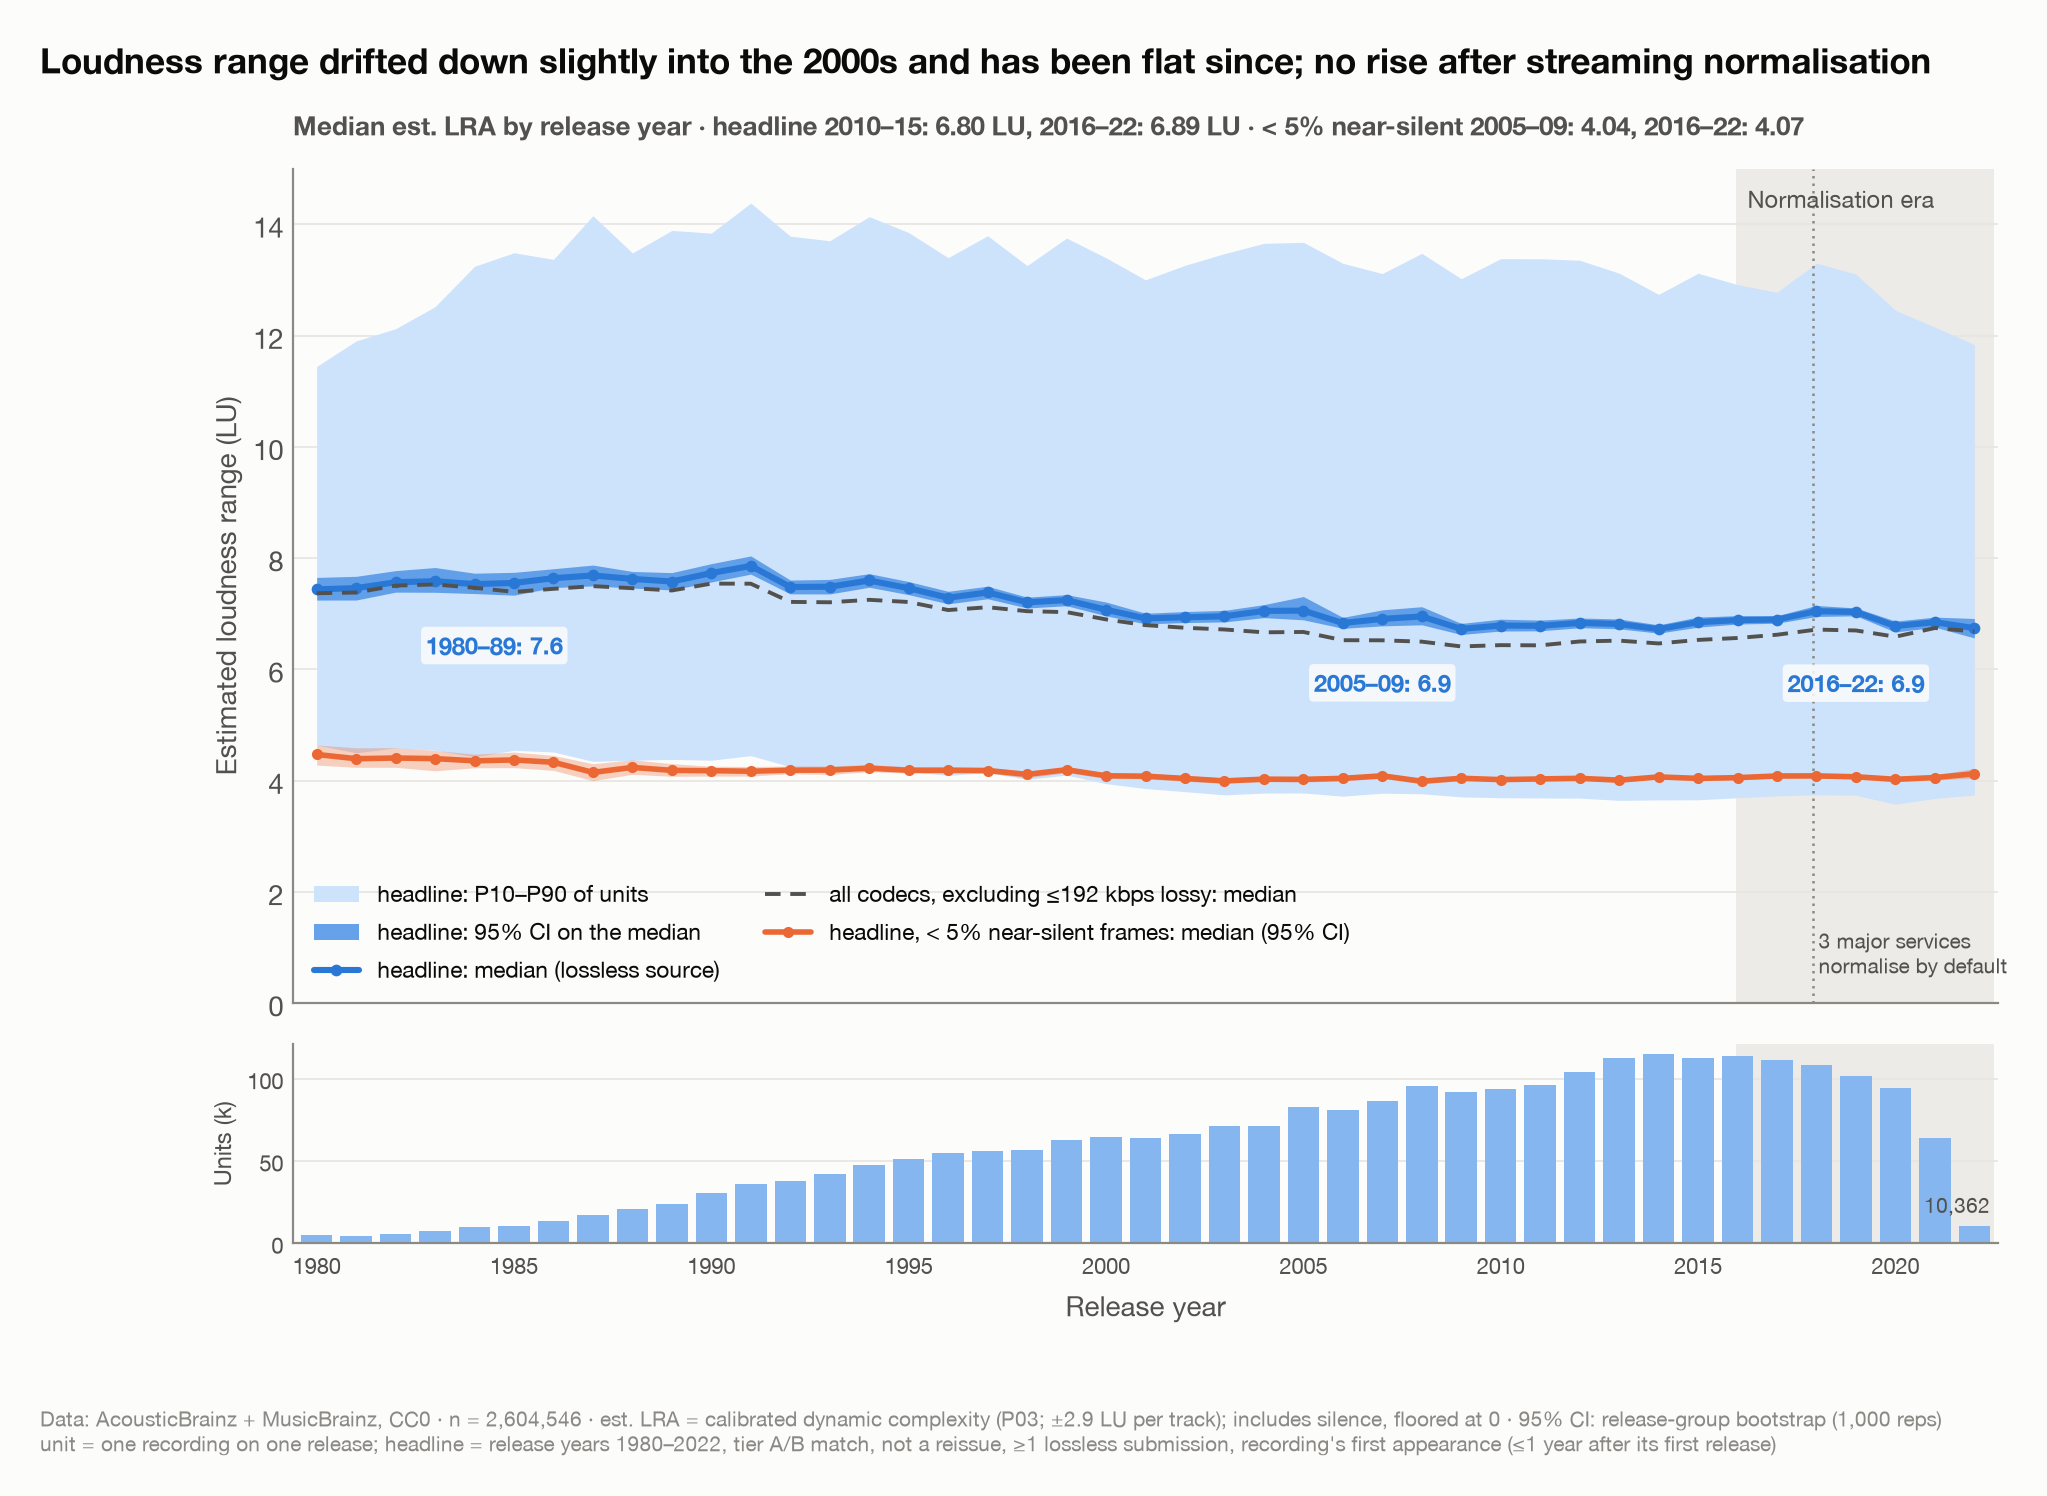 Loudness range drifted down slightly into the 2000s and has been flat since; no rise after streaming normalisation
Median est. LRA by release year · headline 2010–15: 6.80 LU, 2016–22: 6.89 LU · < 5% near-silent 2005–09: 4.04, 2016–22: 4.07
Normalisation era
14
12
10
8
6
4
2
0
Estimated loudness range (LU)
1980–89: 7.6
2005–09: 6.9
2016–22: 6.9
headline: P10–P90 of units
headline: 95% CI on the median
headline: median (lossless source)
all codecs, excluding ≤192 kbps lossy: median
headline, < 5% near-silent frames: median (95% CI)
3 major services
normalise by default
100
50
0
Units (k)
10,362
1980 1985 1990 1995 2000 2005 2010 2015 2020
Release year
Data: AcousticBrainz + MusicBrainz, CC0 · n = 2,604,546 · est. LRA = calibrated dynamic complexity (P03; ±2.9 LU per track); includes silence, floored at 0 · 95% CI: release-group bootstrap (1,000 reps)
unit = one recording on one release; headline = release years 1980–2022, tier A/B match, not a reissue, ≥1 lossless submission, recording's first appearance (≤1 year after its first release)